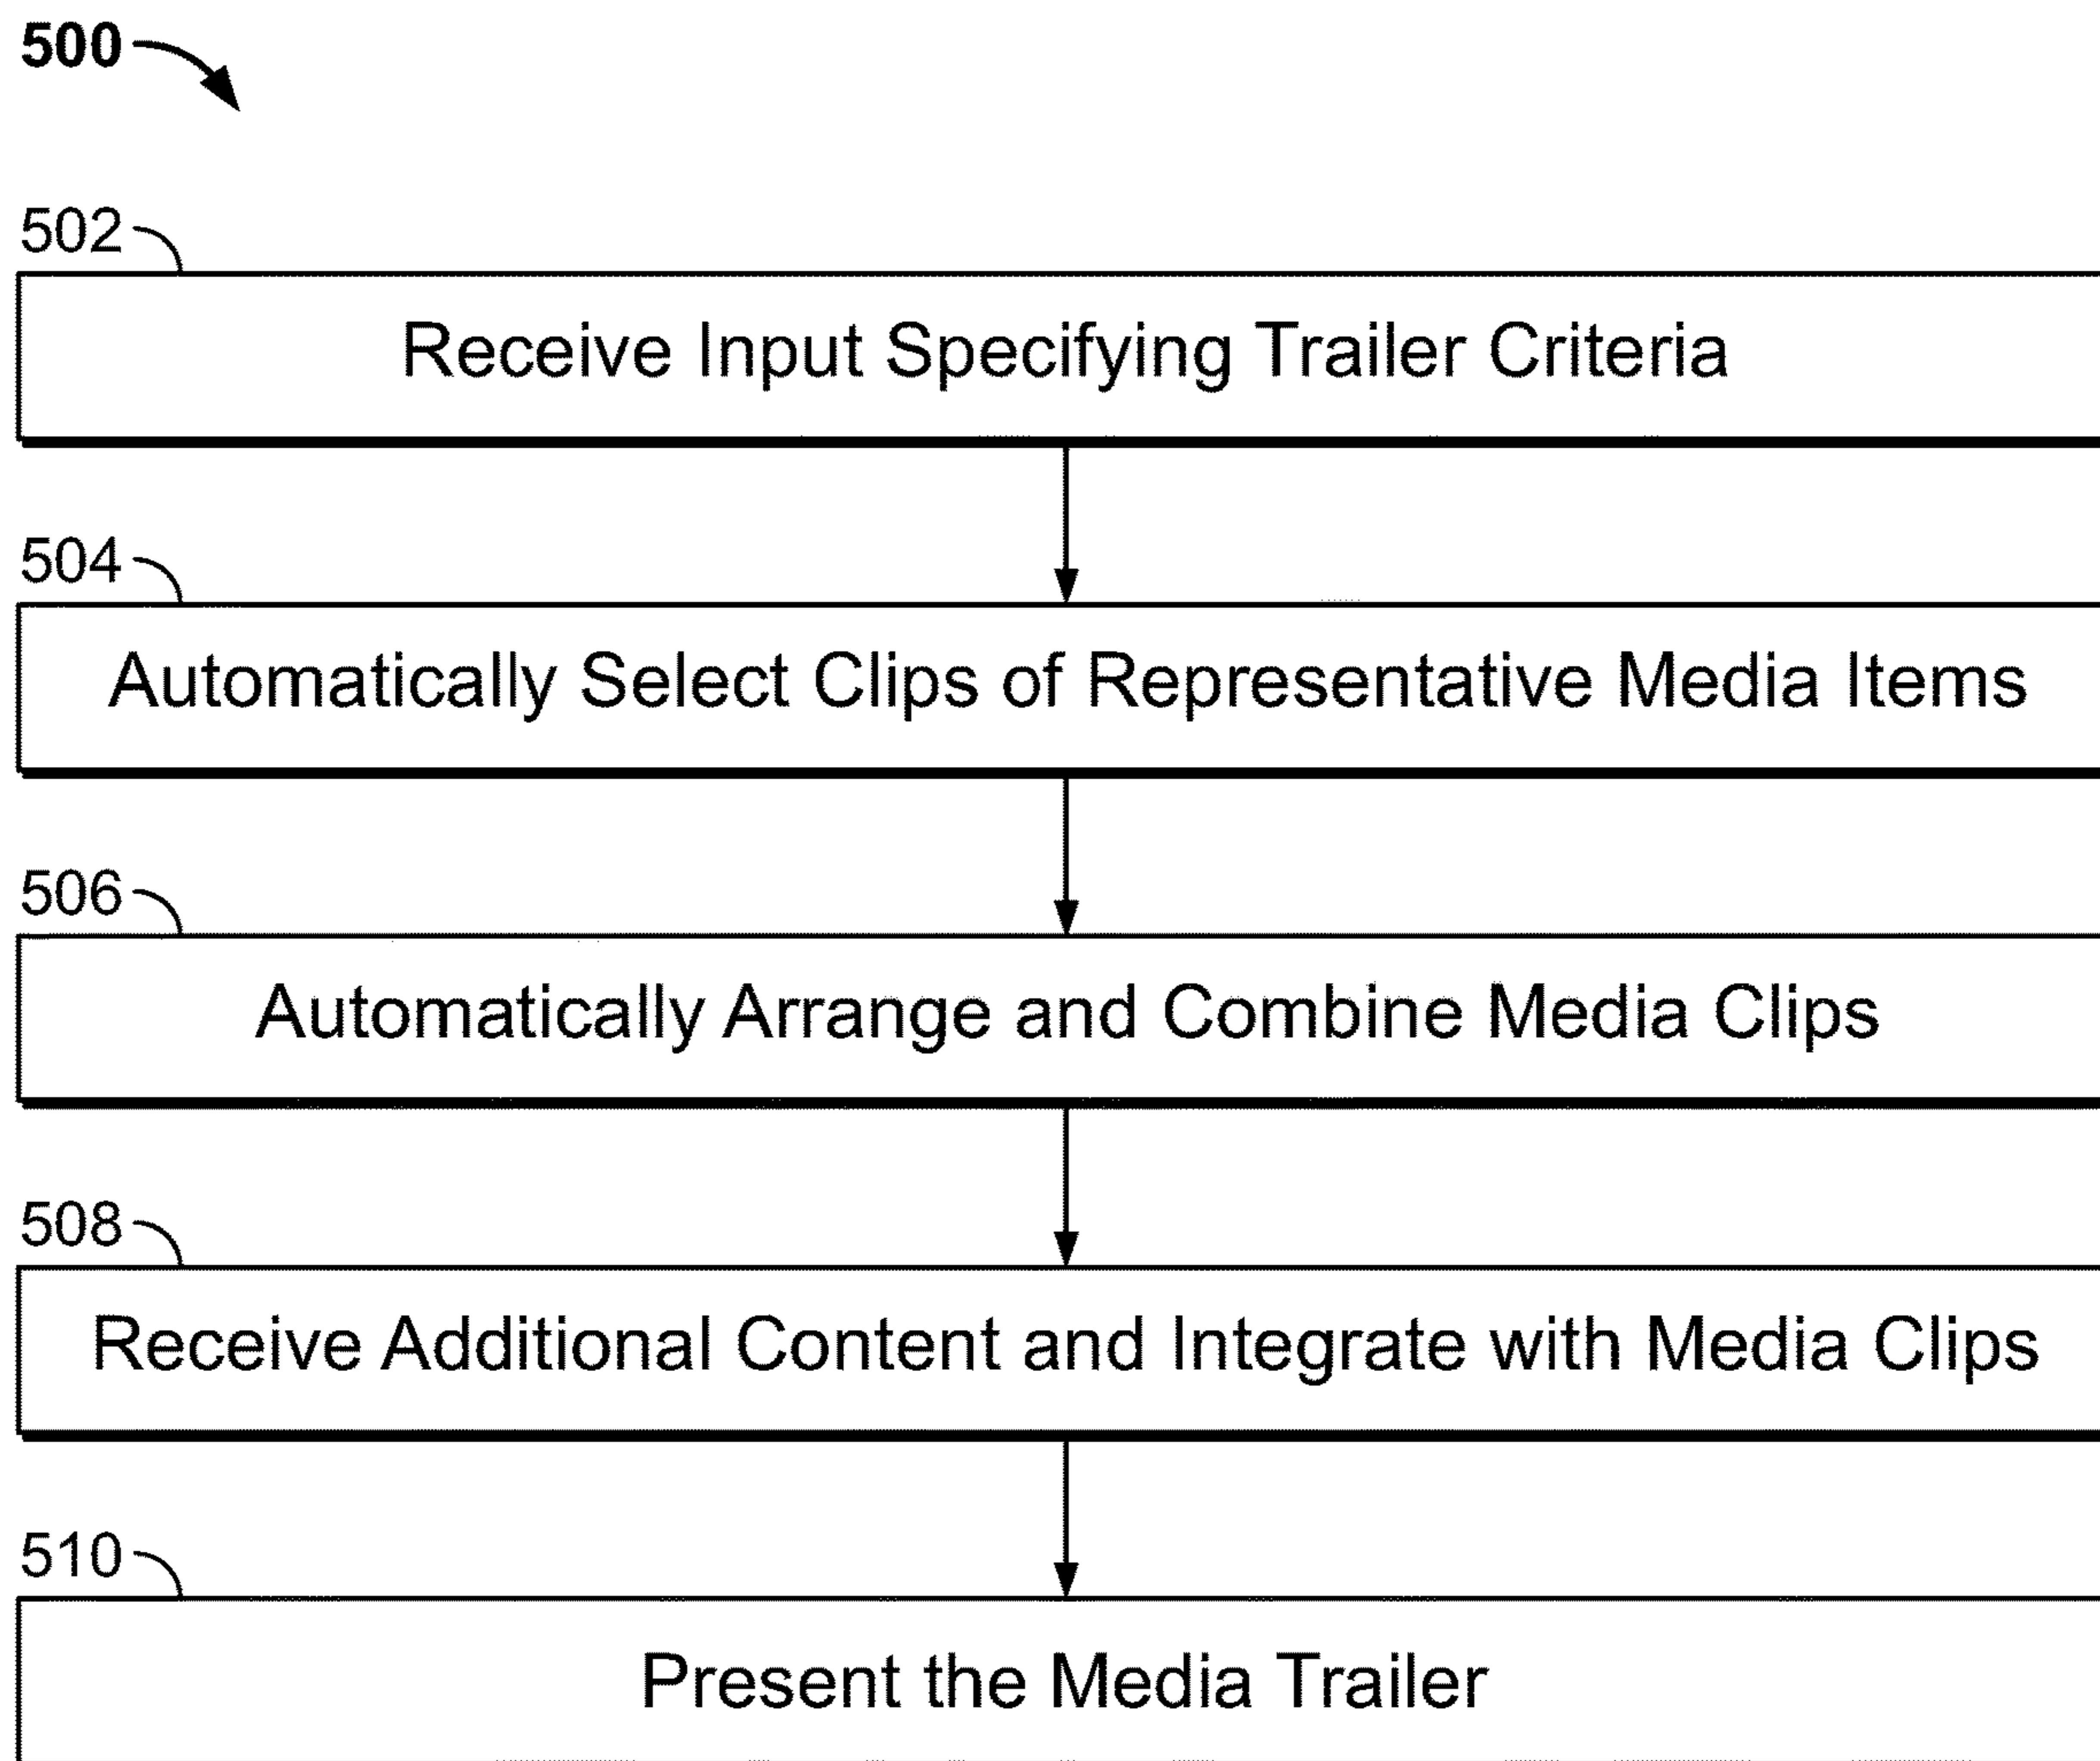 500
502
Receive Input Specifying Trailer Criteria
504
Automatically Select Clips of Representative Media Items
506
Automatically Arrange and Combine Media Clips
508
Receive Additional Content and Integrate with Media Clips
510
Present the Media Trailer